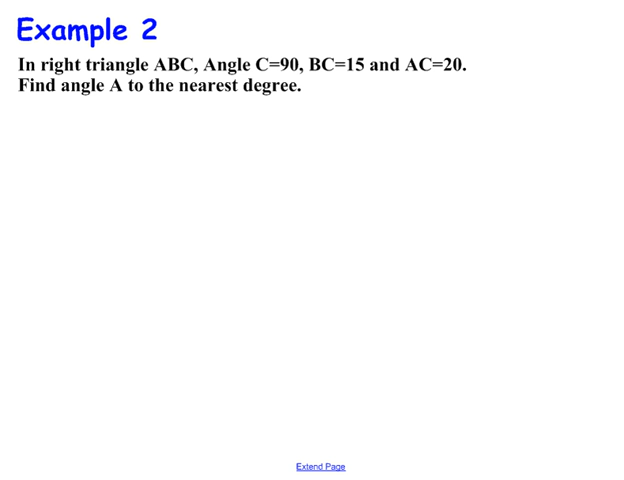 Example 2
In right triangle ABC, Angle C=90, BC=15 and AC=20.
Find angle A to the nearest degree.
Extend Page